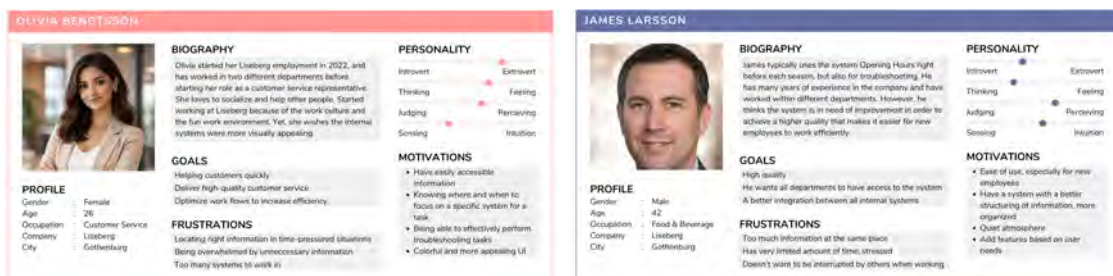 OLIVIA BENGTSSON
BIOGRAPHY
Olivia started her Liseberg employment in 2022, and
has worked in two different departments before
starting her role as a customer service representative.
She loves to socialize and help other people. Started
working at Liseberg because of the work culture and
the fun work environment. Yet, she wishes the internal
systems were more visually appealing.
GOALS
Helping customers quickly
Deliver high-quality customer service
Optimize work flows to increase efficiency
FRUSTRATIONS
Locating right information in time-pressured situations
Being overwhelmed by unnecessary information
Too many systems to work in
PROFILE
Gender : Female
Age : 26
Occupation : Customer Service
Company : Liseberg
City : Gothenburg
PERSONALITY
Introvert Extrovert
Thinking Feeling
Judging Perceiving
Sensing Intuition
MOTIVATIONS
• Have easily accessible
information
• Knowing where and when to
focus on a specific system for a
task
• Being able to effectively perform
troubleshooting tasks
• Colorful and more appealing UI
JAMES LARSSON
BIOGRAPHY
James typically uses the system Opening Hours right
before each season, but also for troubleshooting. He
has many years of experience in the company and have
worked within different departments. However, he
thinks the system is in need of improvement in order to
achieve a higher quality that makes it easier for new
employees to work efficiently.
GOALS
High quality
He wants all departments to have access to the system
A better integration between all internal systems
FRUSTRATIONS
Too much information at the same place
Has very limited amount of time, stressed
Doesn't want to be interrupted by others when working
PROFILE
Gender : Male
Age : 42
Occupation : Food & Beverage
Company : Liseberg
City : Gothenburg
PERSONALITY
Introvert Extrovert
Thinking Feeling
Judging Perceiving
Sensing Intuition
MOTIVATIONS
• Ease of use, especially for new
employees
• Have a system with a better
structuring of information, more
organized
• Quiet atmosphere
• Add features based on user
needs